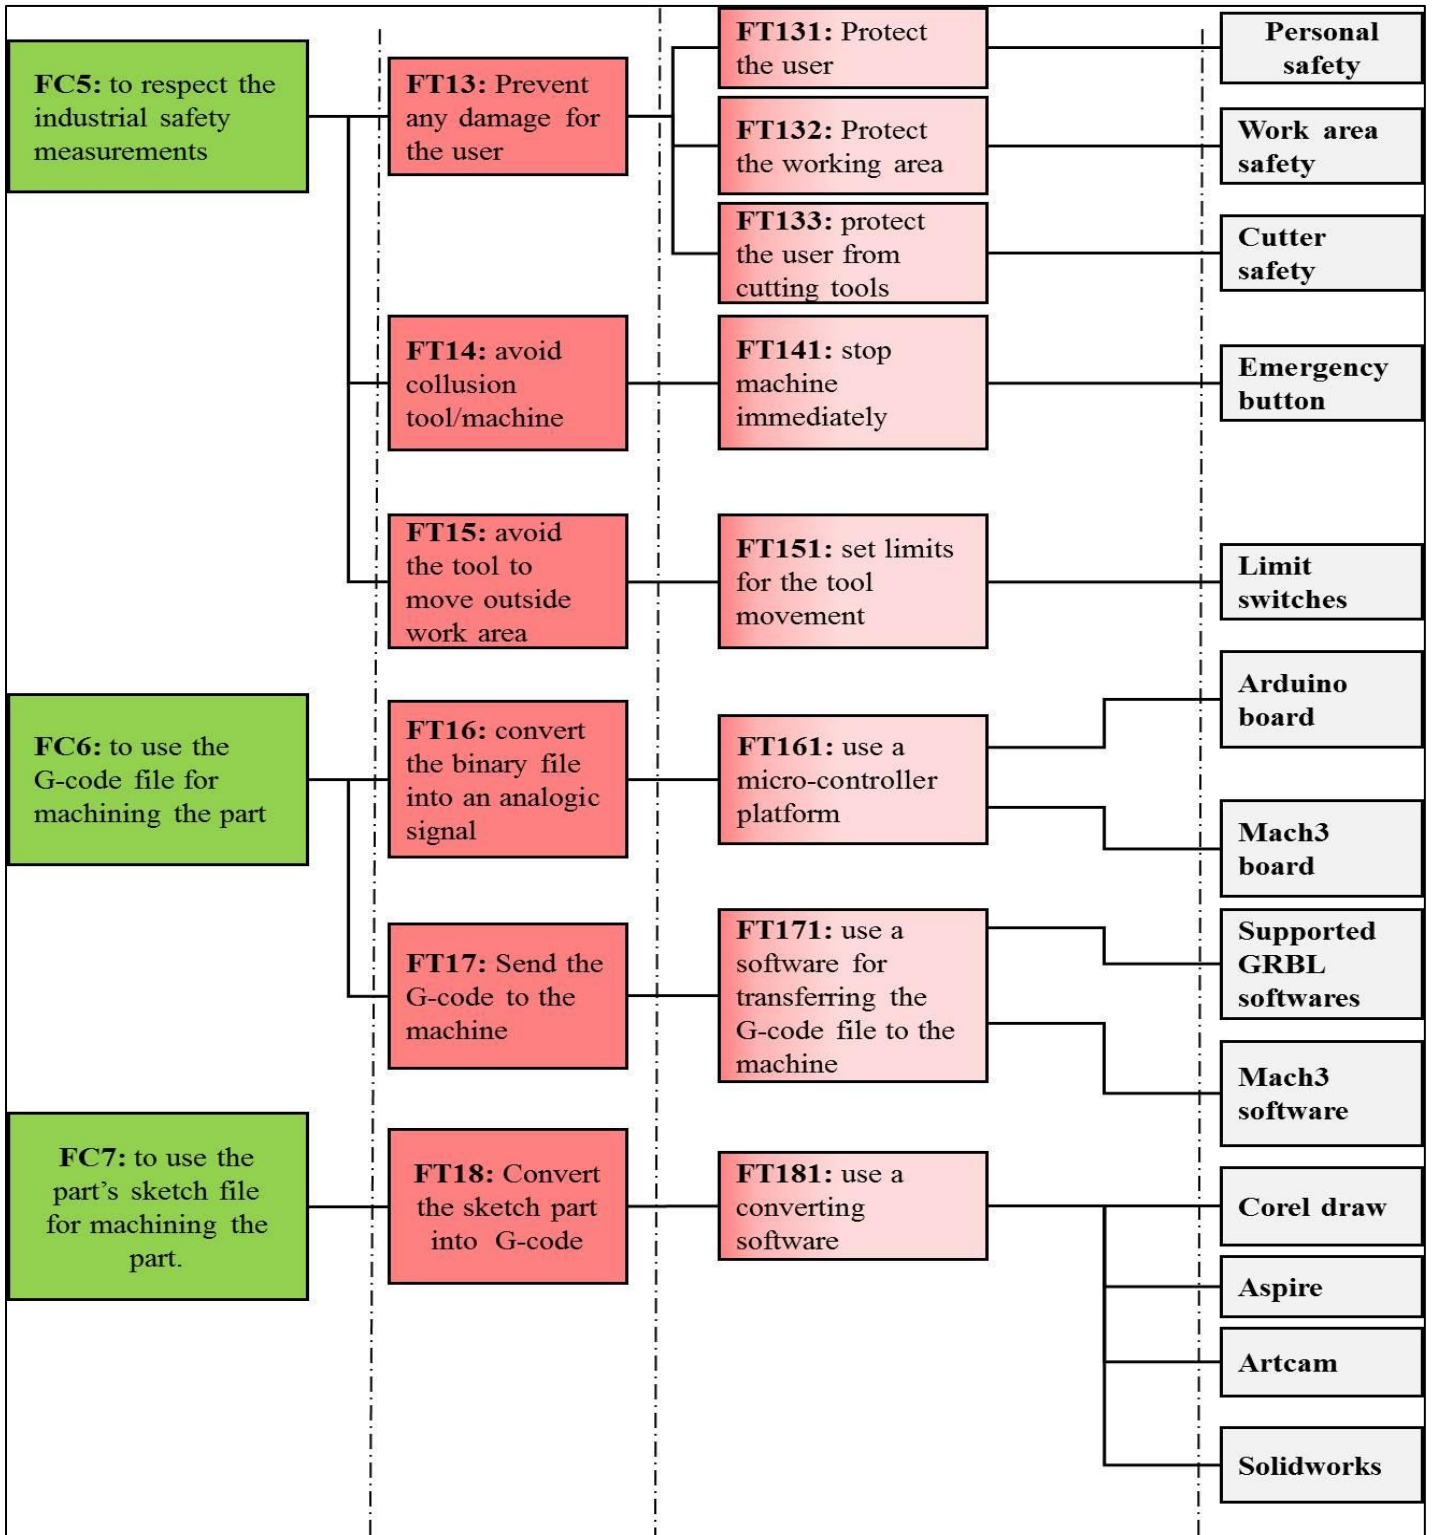 FC5: to respect the
industrial safety
measurements
FT13: Prevent
any damage for
the user
FT131: Protect
the user
Personal
safety
FT132: Protect
the working area
Work area
safety
FT133: protect
the user from
cutting tools
Cutter
safety
FT14: avoid
collusion
tool/machine
FT141: stop
machine
immediately
Emergency
button
FT15: avoid
the tool to
move outside
work area
FT151: set limits
for the tool
movement
Limit
switches
FC6: to use the
G-code file for
machining the part
FT16: convert
the binary file
into an analogic
signal
FT161: use a
micro-controller
platform
Arduino
board
Mach3
board
FT17: Send the
G-code to the
machine
FT171: use a
software for
transferring the
G-code file to the
machine
Supported
GRBL
softwares
Mach3
software
FC7: to use the
part’s sketch file
for machining the
part.
FT18: Convert
the sketch part
into G-code
FT181: use a
converting
software
Corel draw
Aspire
Artcam
Solidworks